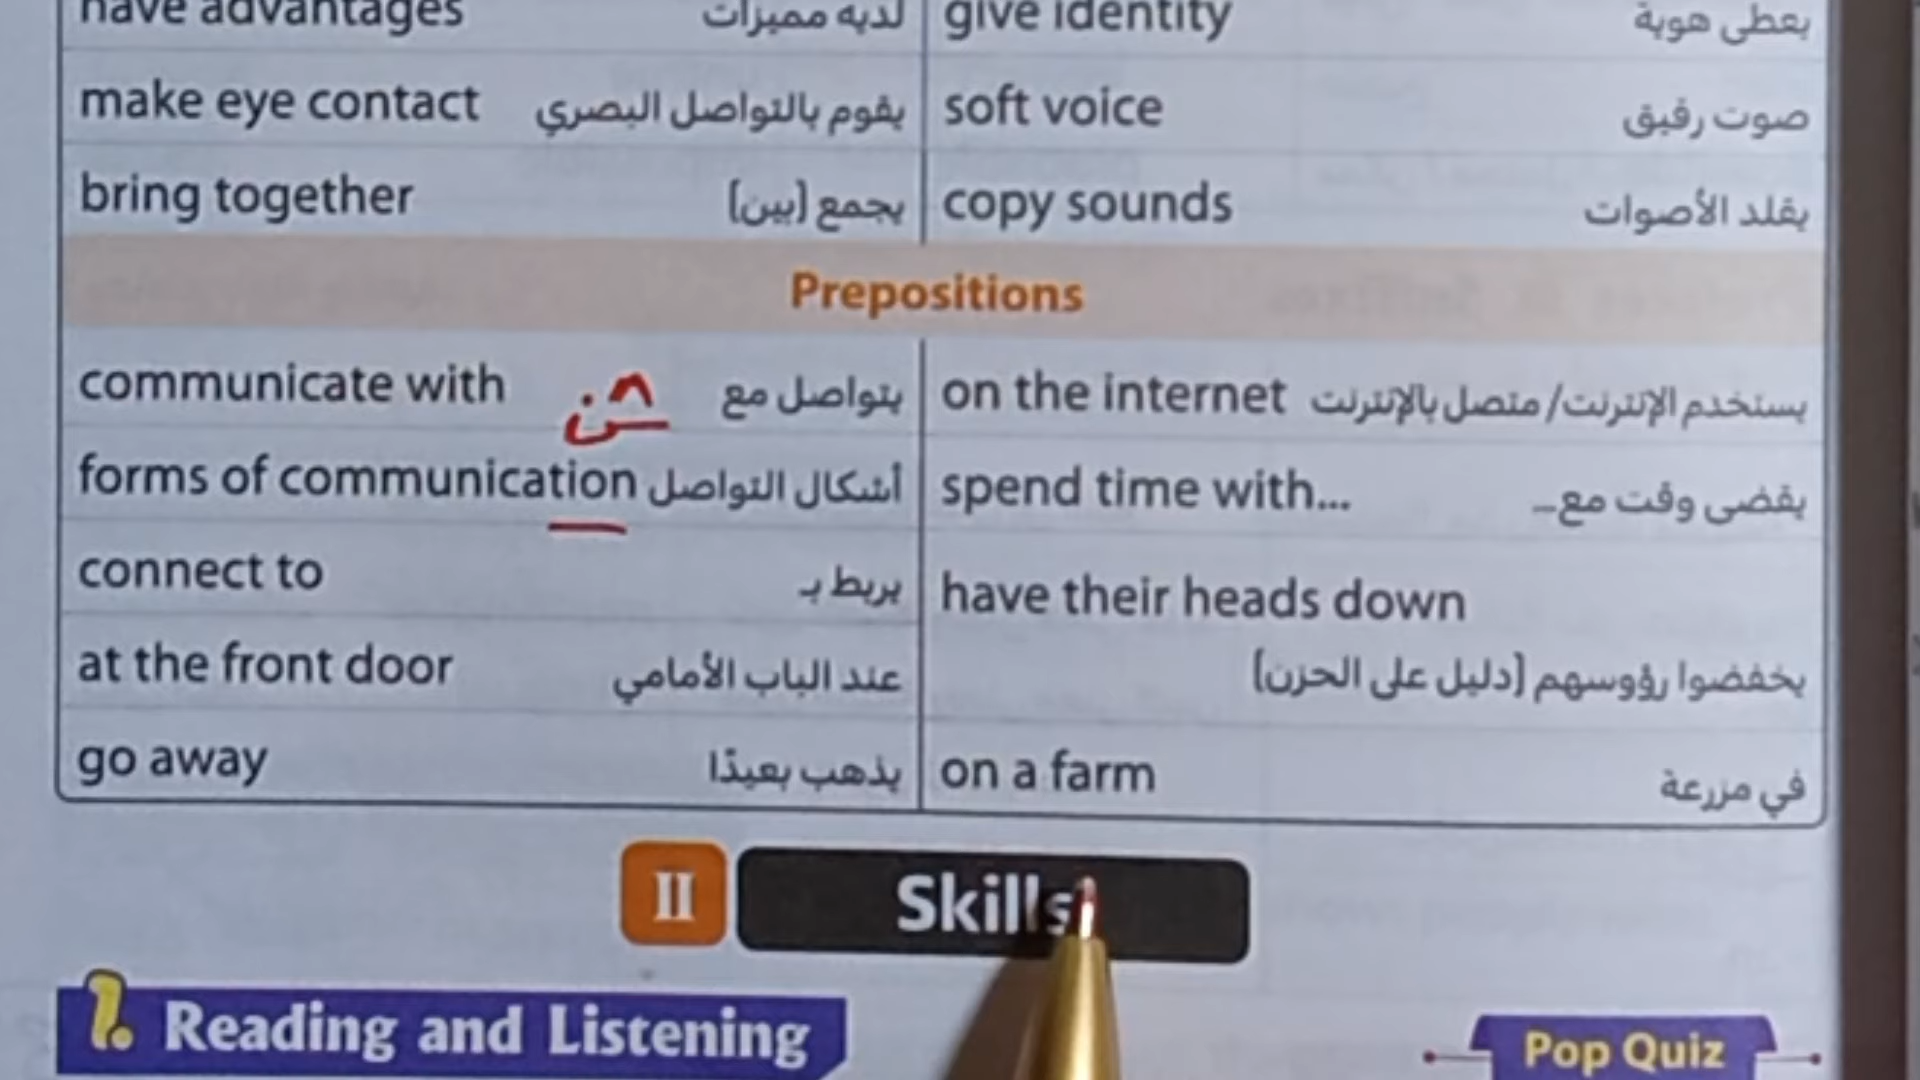 have advantages لديه مميزات give identity يعطى هوية
make eye contact يقوم بالتواصل البصري soft voice صوت رقيق
bring together يجمع (بين) copy sounds يقلد الأصوات
Prepositions
communicate with يتواصل مع on the internet يستخدم الإنترنت/ متصل بالإنترنت
شن
forms of communication أشكال التواصل spend time with... يقضى وقت مع...
connect to يربط بـ have their heads down
at the front door عند الباب الأمامي يخفضوا رؤوسهم (دليل على الحزن)
go away يذهب بعيدًا on a farm في مزرعة
II Skills
1. Reading and Listening Pop Quiz